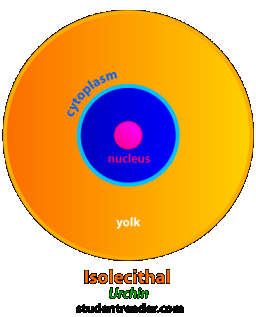 cytoplasm
nucleus
yolk
Isolecithal
Urchin
studentreader.com